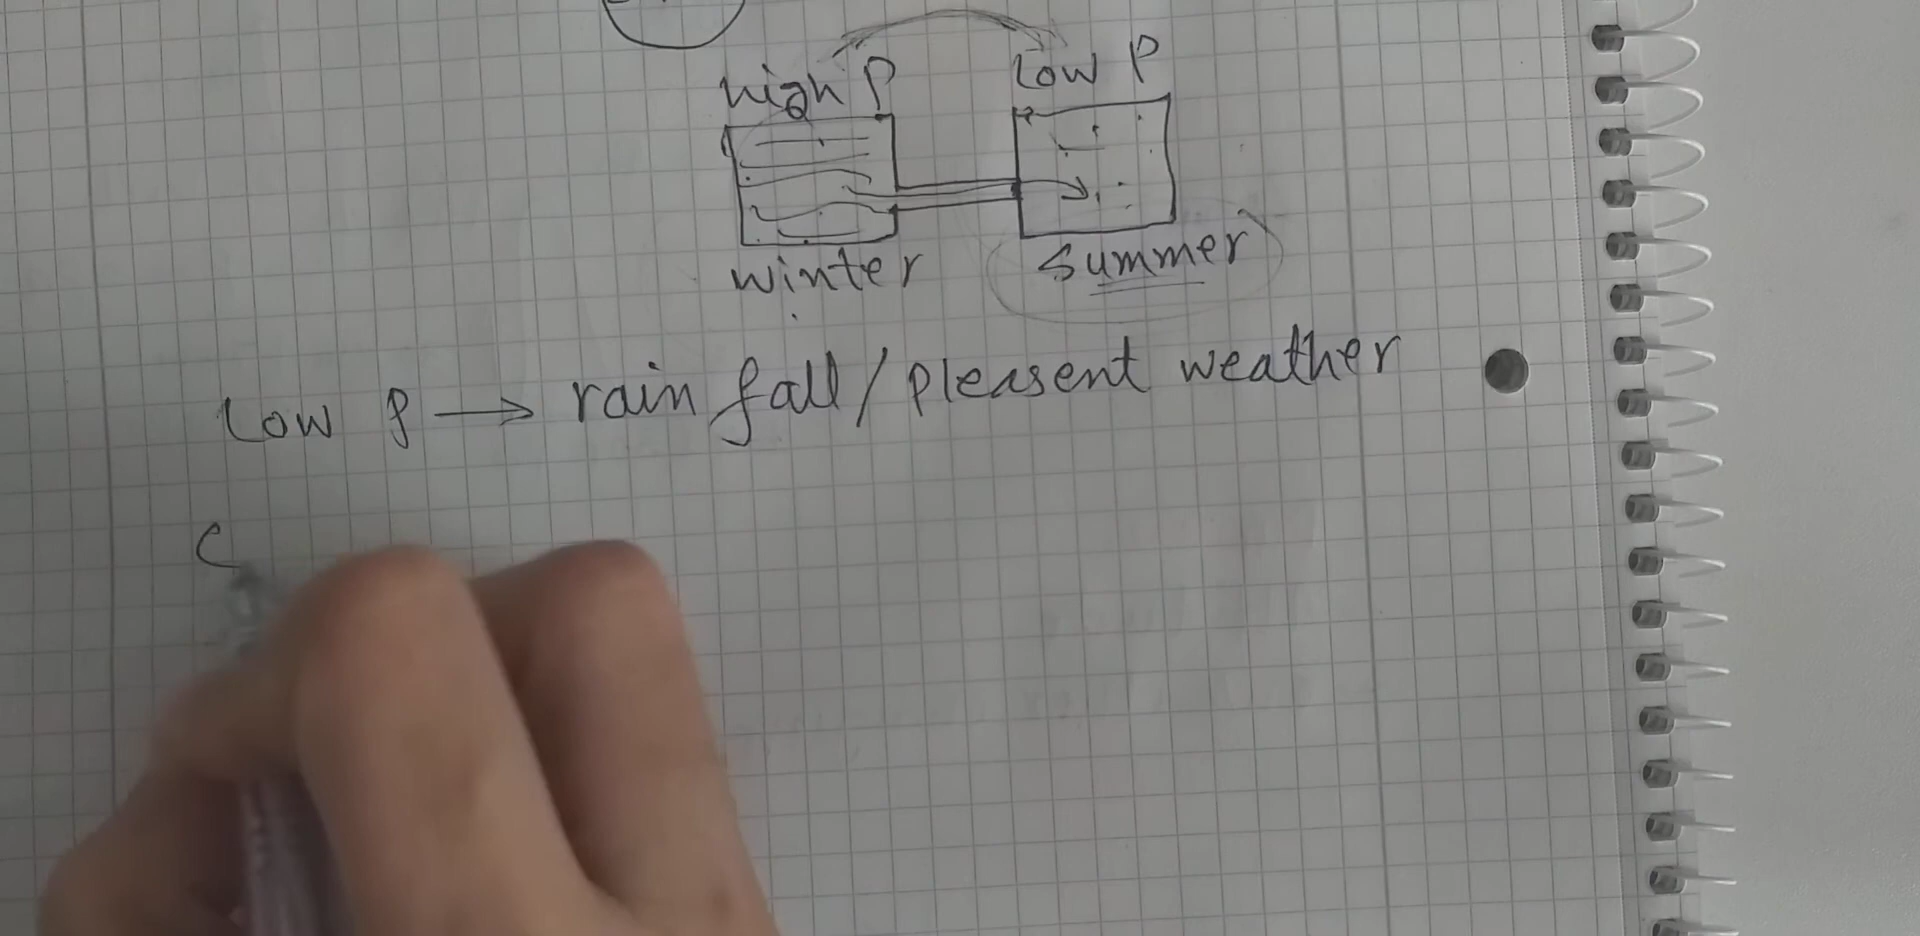 high P low P
winter summer
Low P → rain fall / pleasent weather